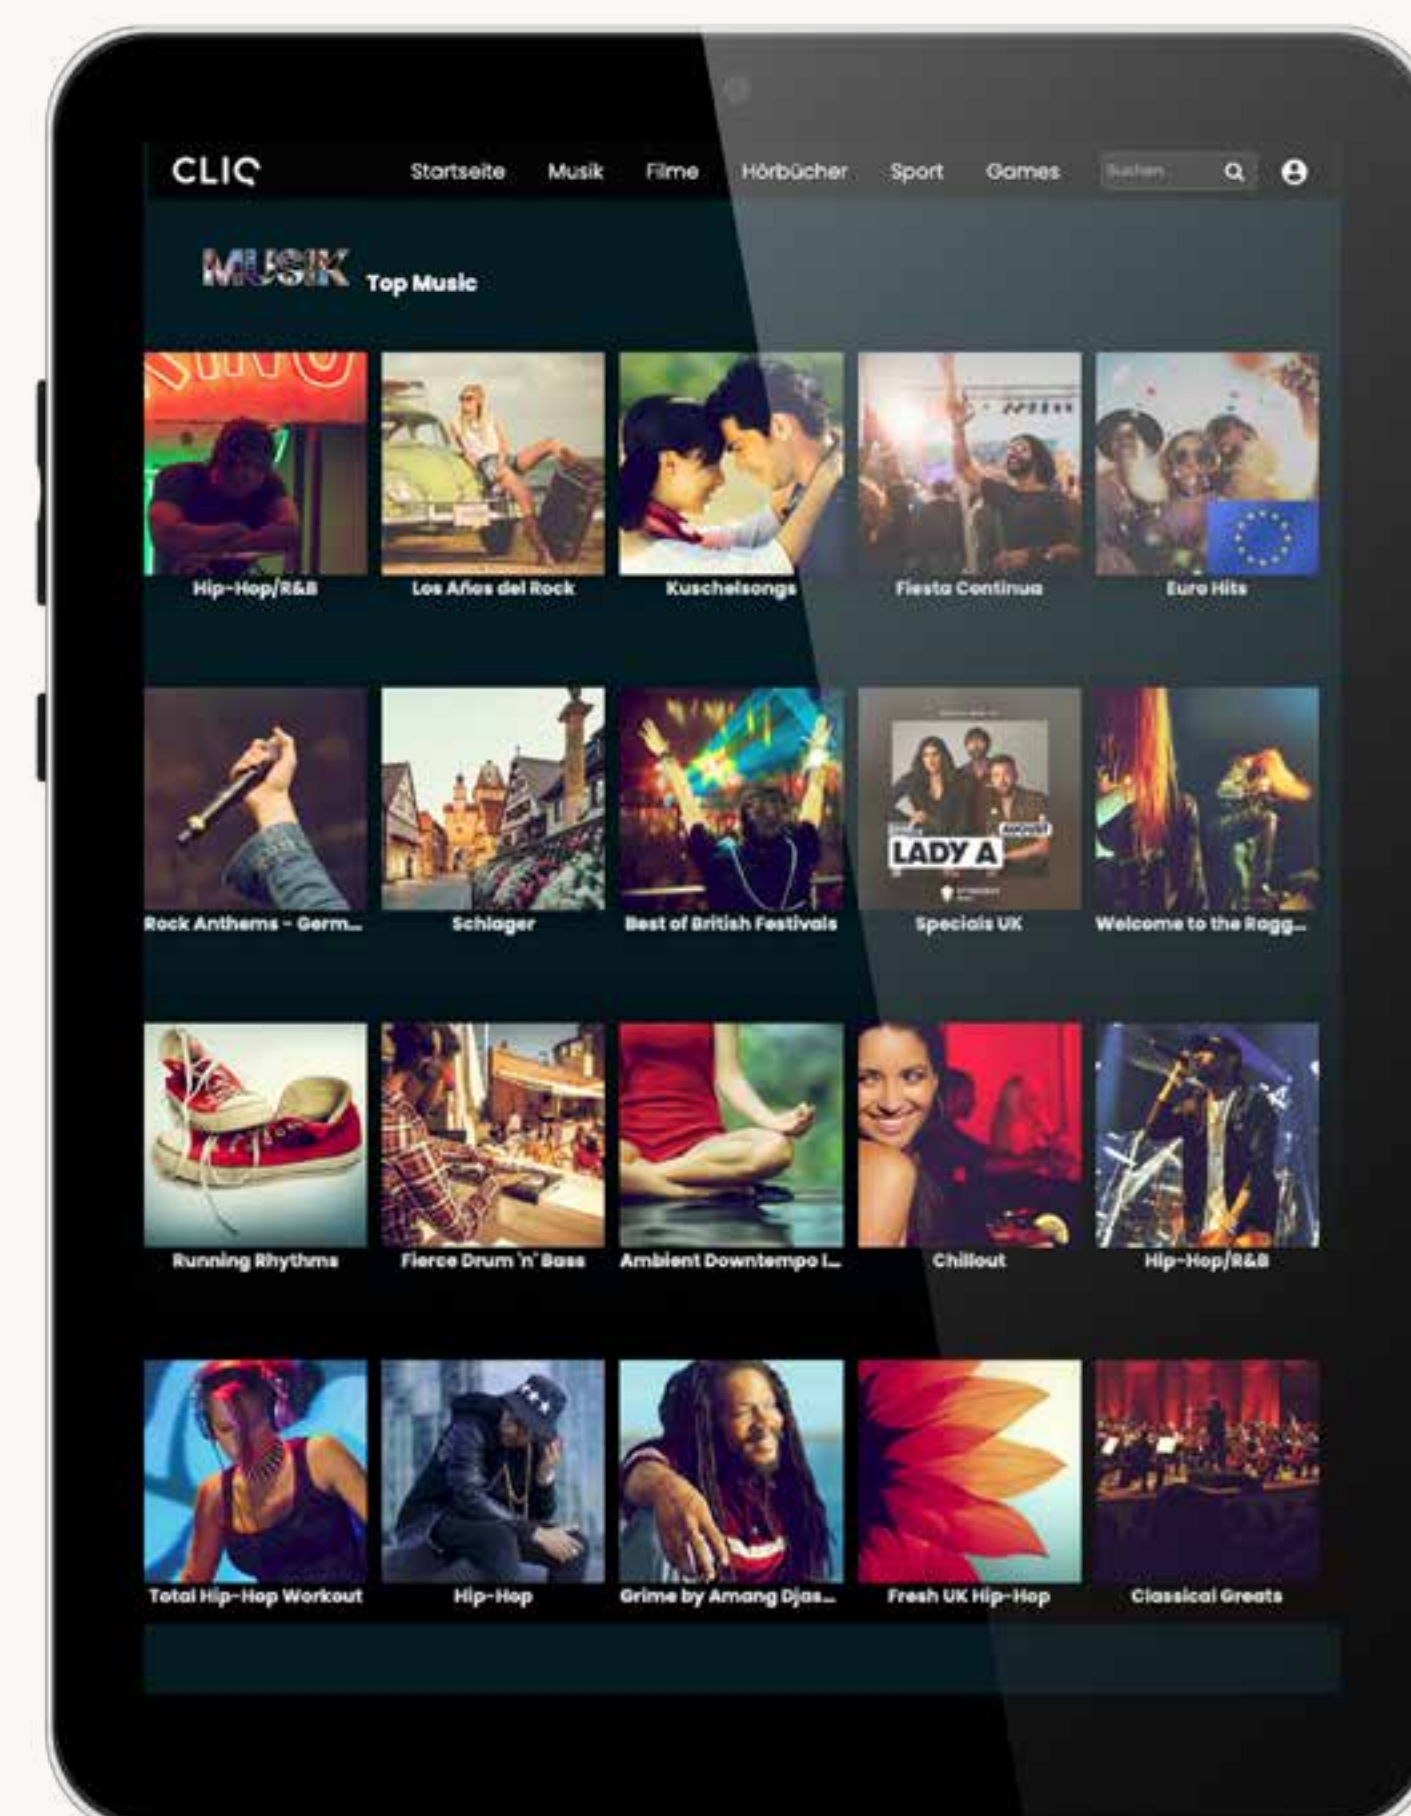 CLIQ Startseite Musik Filme Hörbücher Sport Games Suchen
MUSIK Top Music
Hip-Hop/R&B Los Años del Rock Kuschelsongs Fiesta Continua Euro Hits
AUGUST
LADY A
Rock Anthems - Germ... Schlager Best of British Festivals Specials UK Welcome to the Ragg...
Running Rhythms Fierce Drum 'n' Bass Ambient Downtempo I... Chillout Hip-Hop/R&B
Total Hip-Hop Workout Hip-Hop Grime by Amang Djas... Fresh UK Hip-Hop Classical Greats